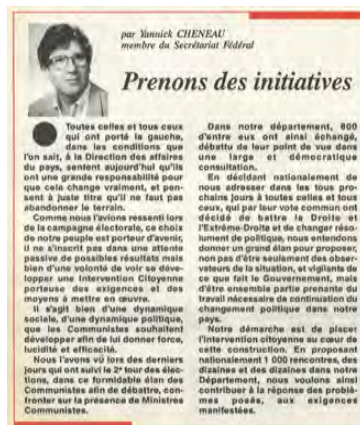 par Yannick CHENEAU
membre du Secrétariat Fédéral
Prenons des initiatives
Toutes celles et tous ceux
qui ont porté la gauche,
dans les conditions que
l'on sait, à la Direction des affaires
du pays, sentent aujourd'hui qu'ils
ont une grande responsabilité pour
que cela change vraiment, et pen-
sent à juste titre qu'il ne faut pas
abandonner le terrain.
Comme nous l'avions ressenti lors
de la campagne électorale, ce choix
de notre peuple est porteur d'avenir,
il ne s'inscrit pas dans une attente
passive de possibles résultats mais
bien d'une volonté de voir se déve-
lopper une Intervention Citoyenne
porteuse des exigences et des
moyens à mettre en œuvre.
Il s'agit bien d'une dynamique
sociale, d'une dynamique politique,
que les Communistes souhaitent
développer afin de lui donner force,
lucidité et efficacité.
Nous l'avons vû lors des derniers
jours qui ont suivi le 2e tour des élec-
tions, dans ce formidable élan des
Communistes afin de débattre, con-
fronter sur la présence de Ministres
Communistes.
Dans notre département, 800
d'entre eux ont ainsi échangé,
débattu de leur point de vue dans
une large et démocratique
consultation.
En décidant nationalement de
nous adresser dans les tous pro-
chains jours à toutes celles et tous
ceux, qui par leur vote commun ont
décidé de battre la Droite et
l'Extrême-Droite et de changer réso-
lument de politique, nous entendons
donner un grand élan pour proposer,
non pas d'être seulement des obser-
vateurs de la situation, et vigilants de
ce que fait le Gouvernement, mais
d'être ensemble partie prenante du
travail nécessaire de continuation du
changement politique dans notre
pays.
Notre démarche est de placer
l'intervention citoyenne au cœur de
cette construction. En proposant
nationalement 1 000 rencontres, des
dizaines et des dizaines dans notre
Département, nous voulons ainsi
contribuer à la réponse des problè-
mes posés, aux exigences
manifestées.